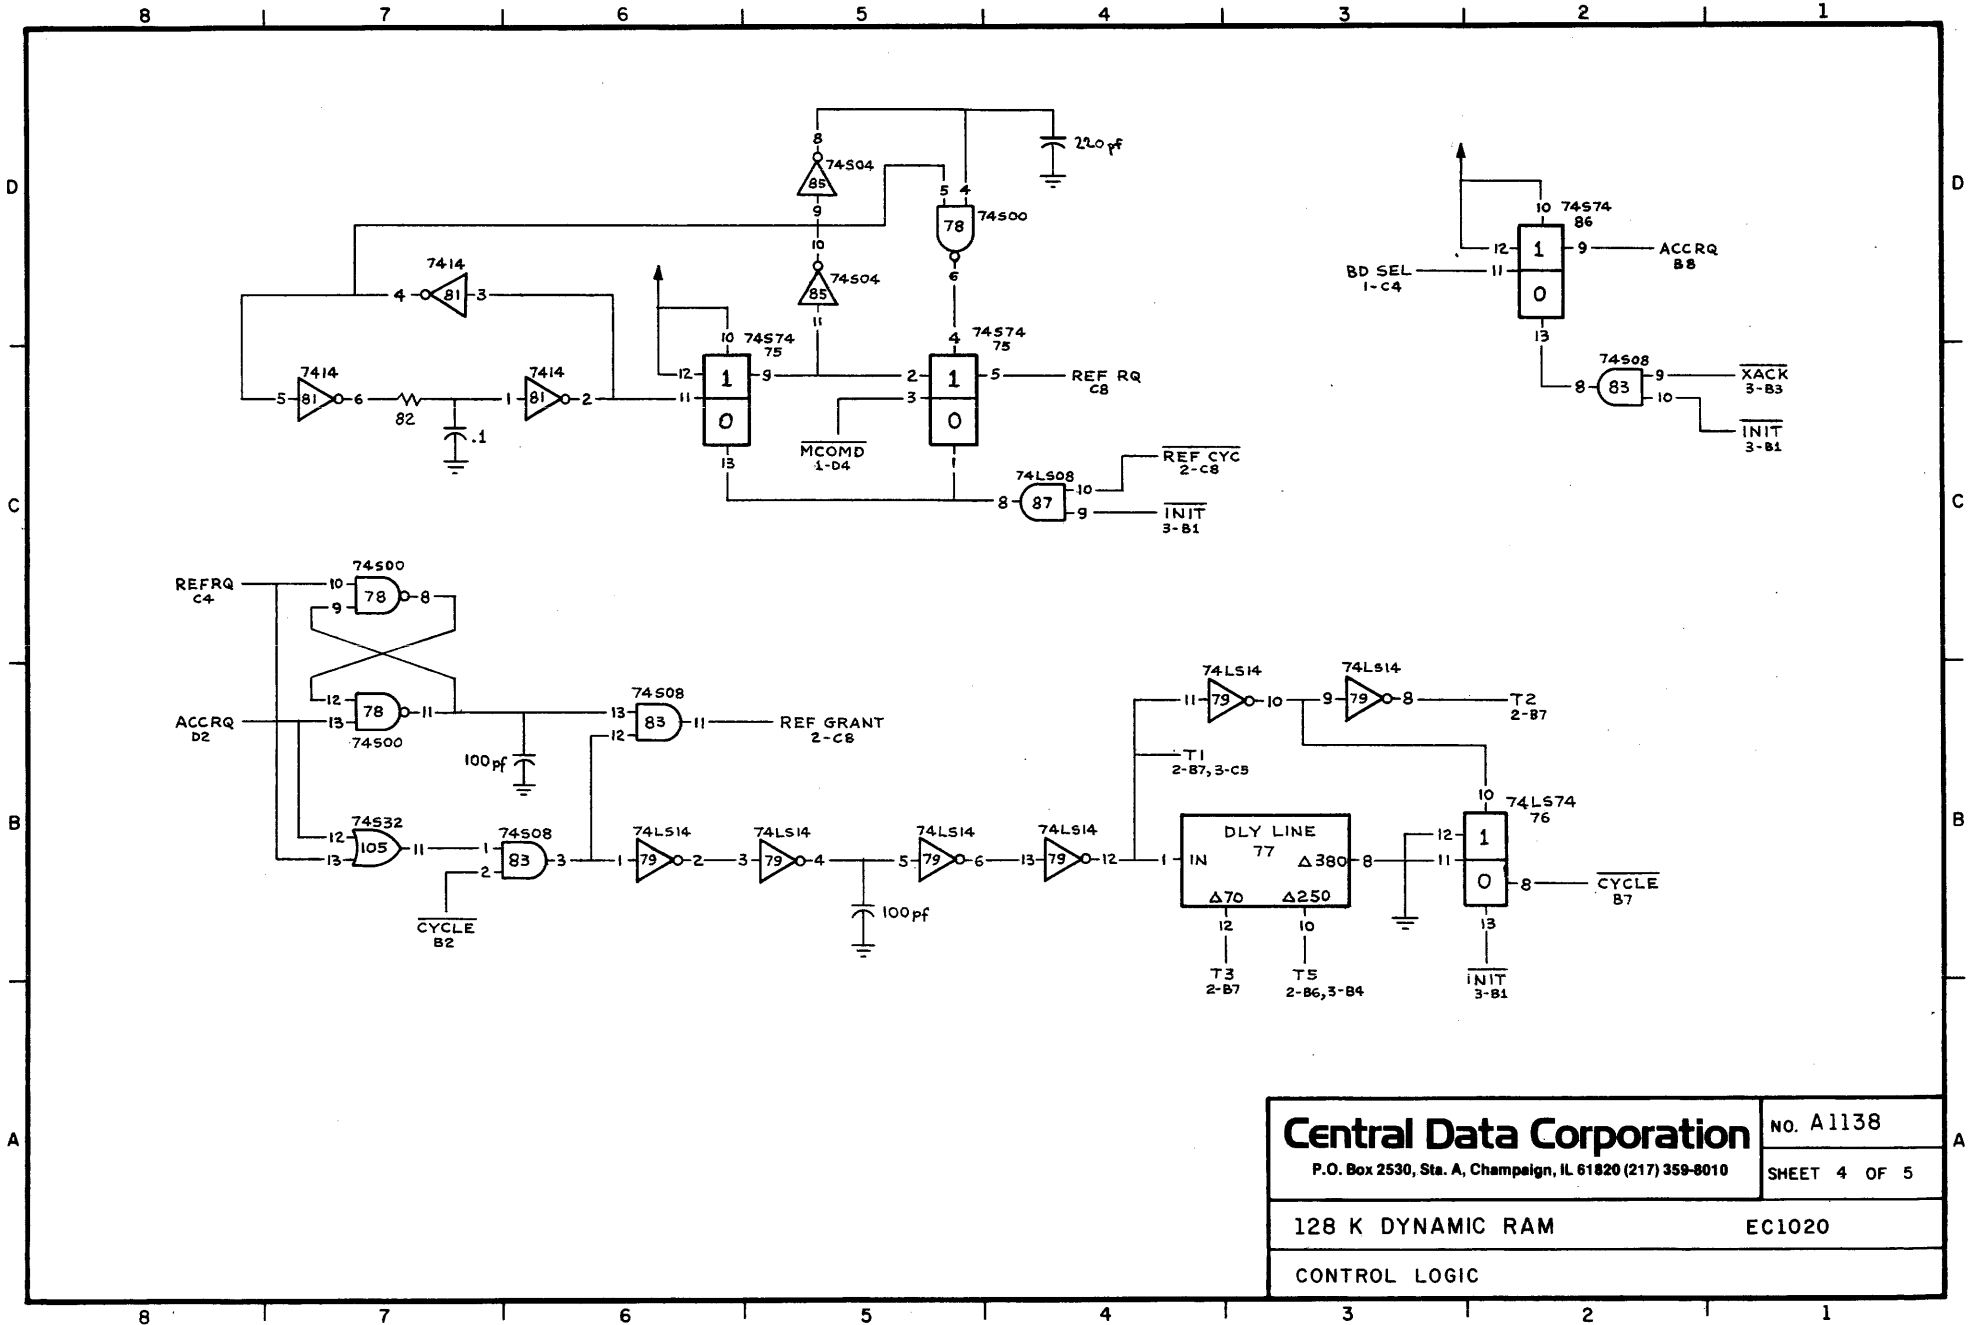 8 7 6 5 4 3 2 1
D D
C C
B B
A A
8
74S04
85
9
220pf
5 4
78
74S00
6
10
74S04
85
11
7414
4 81 3
7414
5 81 6
82
.1
7414
1 81 2
10
74S74
75
12 1 9
11
0
13
4
74S74
75
2 1 5
3
0
1
REF RQ
C8
MCOMD
1-D4
74LS08
8 87 10
9
REF CYC
2-C8
INIT
3-B1
10
74S74
86
12 1 9
11
0
13
ACCRQ
B8
BD SEL
1-C4
74S08
8 83 9
10
XACK
3-B3
INIT
3-B1
REFRQ
C4
74S00
10
78 8
9
12
78 11
13
74S00
ACCRQ
D2
74S08
13
83 11
12
REF GRANT
2-C8
100pf
74S32
12
105 11
13
74S08
1
83 3
2
CYCLE
B2
74LS14
1 79 2
74LS14
3 79 4
100pf
74LS14
5 79 6
74LS14
13 79 12
74LS14
11 79 10
74LS14
9 79 8
T2
2-B7
T1
2-B7, 3-C5
DLY LINE
77
1 IN
Δ380 8
Δ70 Δ250
12 10
T3
2-B7
T5
2-B6, 3-B4
10
74LS74
76
12 1
11
0 8
13
CYCLE
B7
INIT
3-B1
Central Data Corporation
P.O. Box 2530, Sta. A, Champaign, IL 61820 (217) 359-8010
NO. A1138
SHEET 4 OF 5
128 K DYNAMIC RAM EC1020
CONTROL LOGIC
8 7 6 5 4 3 2 1